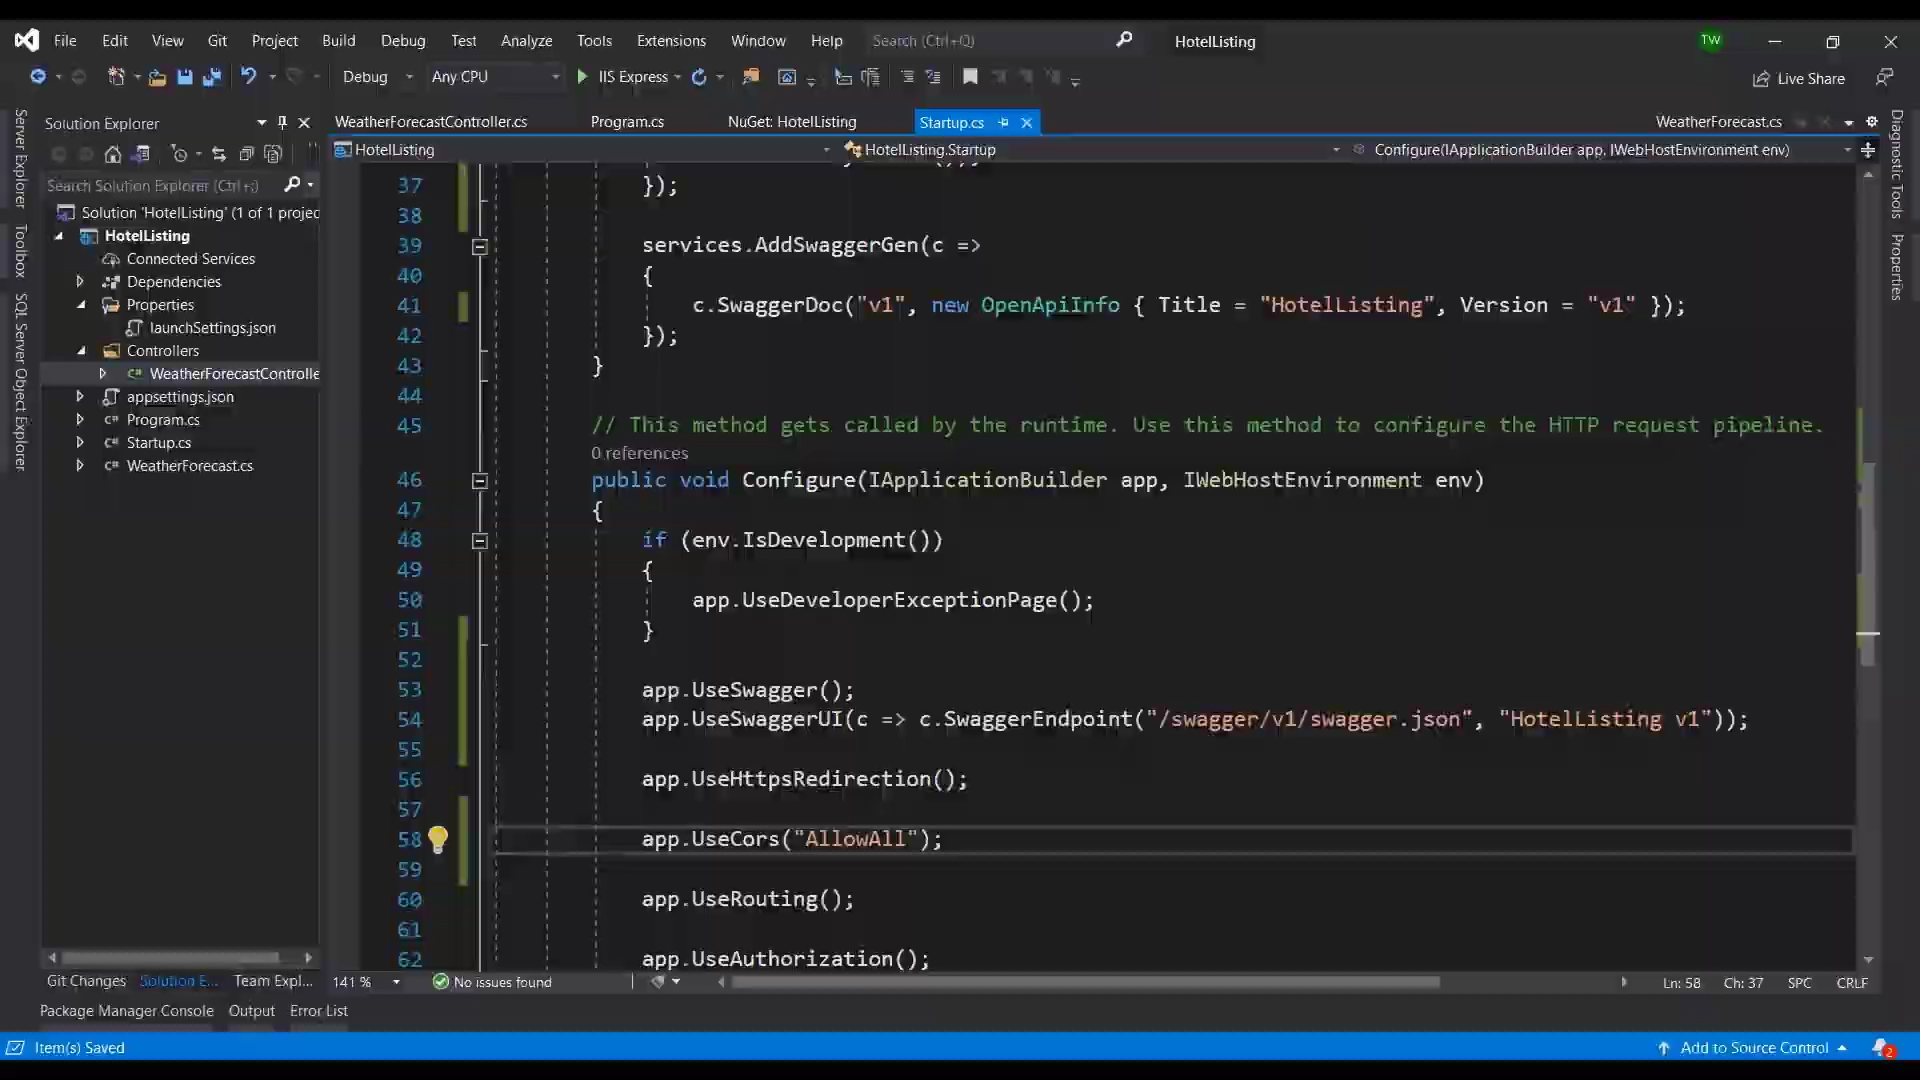 File Edit View Git Project Build Debug Test Analyze Tools Extensions Window Help Search (Ctrl+Q) HotelListing TW
Debug Any CPU IIS Express Live Share
Server Explorer
Toolbox
SQL Server Object Explorer
Solution Explorer
Search Solution Explorer (Ctrl+;)
Solution 'HotelListing' (1 of 1 projec
HotelListing
Connected Services
Dependencies
Properties
launchSettings.json
Controllers
WeatherForecastControlle
appsettings.json
Program.cs
Startup.cs
WeatherForecast.cs
Git Changes Solution E... Team Expl...
WeatherForecastController.cs Program.cs NuGet: HotelListing Startup.cs WeatherForecast.cs
HotelListing HotelListing.Startup Configure(IApplicationBuilder app, IWebHostEnvironment env)
37 });
38
39 services.AddSwaggerGen(c =>
40 {
41 c.SwaggerDoc("v1", new OpenApiInfo { Title = "HotelListing", Version = "v1" });
42 });
43 }
44
45 // This method gets called by the runtime. Use this method to configure the HTTP request pipeline.
0 references
46 public void Configure(IApplicationBuilder app, IWebHostEnvironment env)
47 {
48 if (env.IsDevelopment())
49 {
50 app.UseDeveloperExceptionPage();
51 }
52
53 app.UseSwagger();
54 app.UseSwaggerUI(c => c.SwaggerEndpoint("/swagger/v1/swagger.json", "HotelListing v1"));
55
56 app.UseHttpsRedirection();
57
58 app.UseCors("AllowAll");
59
60 app.UseRouting();
61
62 app.UseAuthorization();
141 % No issues found Ln: 58 Ch: 37 SPC CRLF
Diagnostic Tools
Properties
Package Manager Console Output Error List
Item(s) Saved Add to Source Control 2